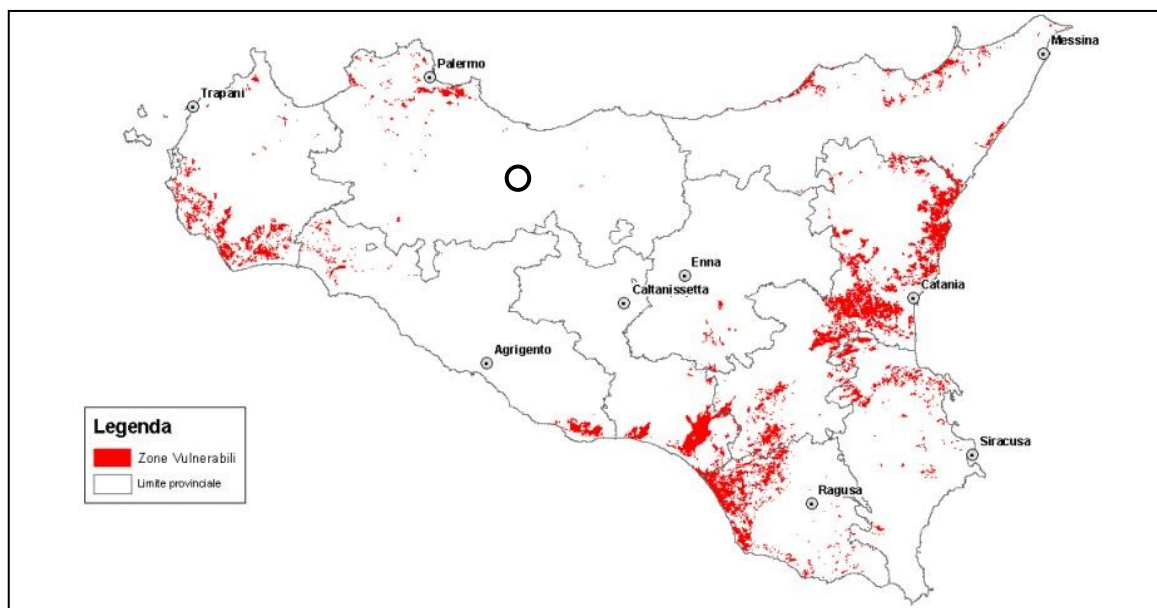 Messina
Palermo
Trapani
Enna
Caltanissetta
Catania
Agrigento
Legenda
Zone Vulnerabili
Limite provinciale
Siracusa
Ragusa